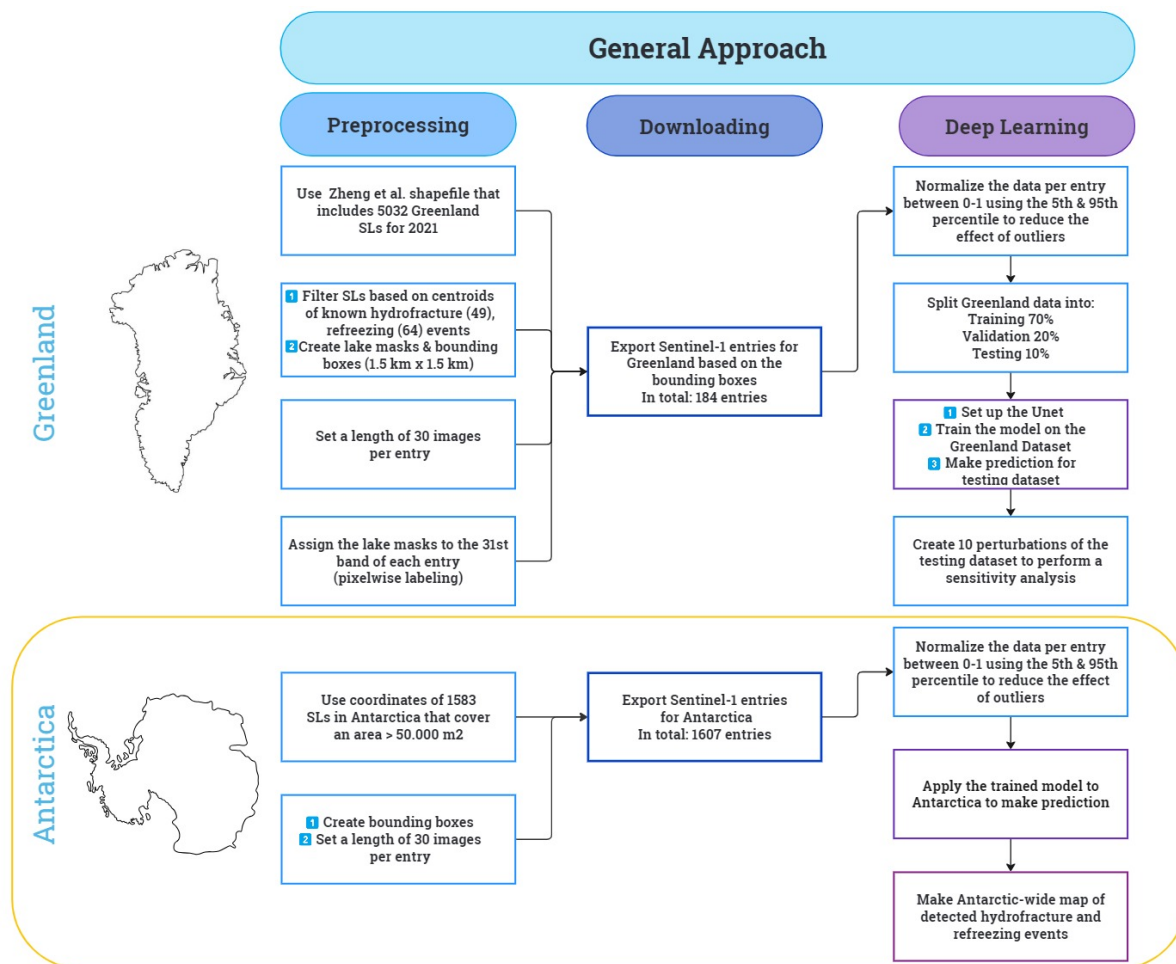 General Approach
Preprocessing
Downloading
Deep Learning
Greenland
Use Zheng et al. shapefile that
includes 5032 Greenland
SLs for 2021
1 Filter SLs based on centroids
of known hydrofracture (49),
refreezing (64) events
2 Create lake masks & bounding
boxes (1.5 km x 1.5 km)
Set a length of 30 images
per entry
Assign the lake masks to the 31st
band of each entry
(pixelwise labeling)
Export Sentinel-1 entries for
Greenland based on the
bounding boxes
In total: 184 entries
Normalize the data per entry
between 0-1 using the 5th & 95th
percentile to reduce the
effect of outliers
Split Greenland data into:
Training 70%
Validation 20%
Testing 10%
1 Set up the Unet
2 Train the model on the
Greenland Dataset
3 Make prediction for
testing dataset
Create 10 perturbations of the
testing dataset to perform a
sensitivity analysis
Antarctica
Use coordinates of 1583
SLs in Antarctica that cover
an area > 50.000 m2
1 Create bounding boxes
2 Set a length of 30 images
per entry
Export Sentinel-1 entries
for Antarctica
In total: 1607 entries
Normalize the data per entry
between 0-1 using the 5th & 95th
percentile to reduce the effect
of outliers
Apply the trained model to
Antarctica to make prediction
Make Antarctic-wide map of
detected hydrofracture and
refreezing events